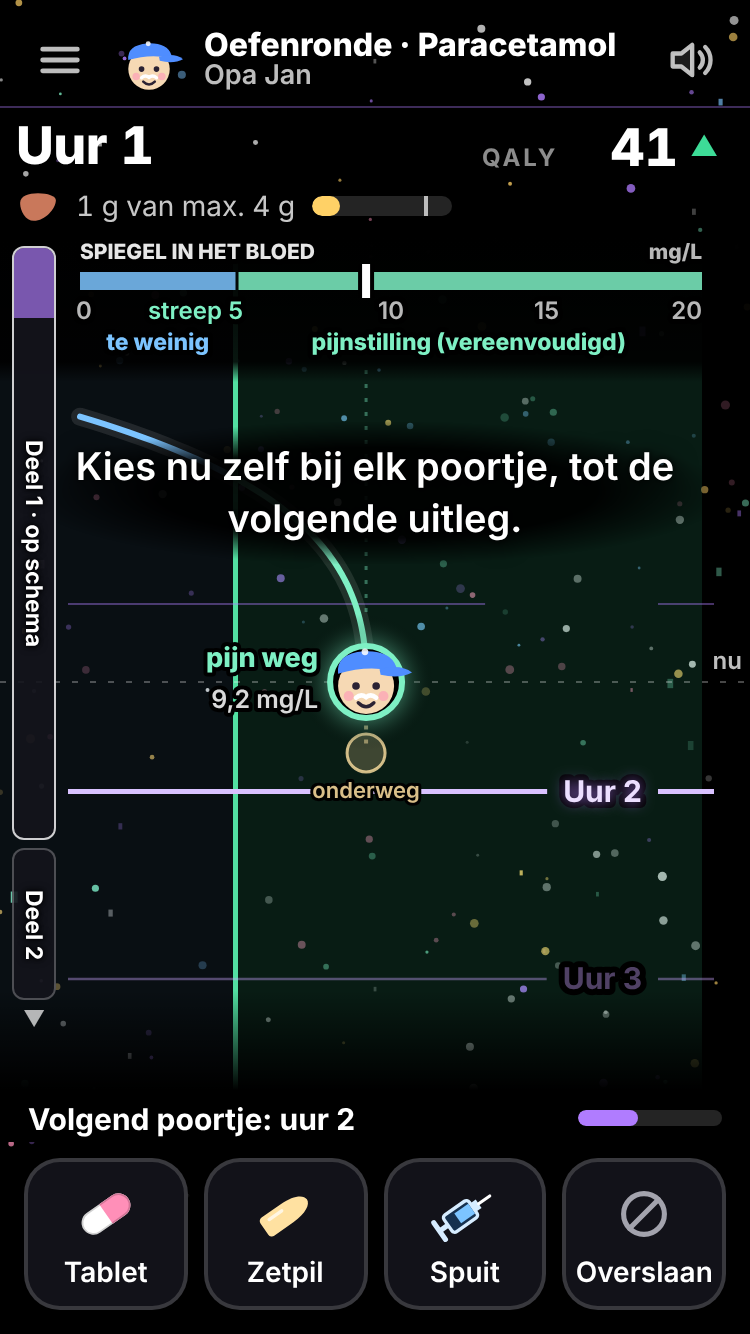 Oefenronde · Paracetamol
Opa Jan
Uur 1
QALY 41
1 g van max. 4 g
SPIEGEL IN HET BLOED mg/L
0 streep 5 10 15 20
te weinig pijnstilling (vereenvoudigd)
Kies nu zelf bij elk poortje, tot de
volgende uitleg.
Deel 1 · op schema
pijn weg
nu
9,2 mg/L
onderweg
Uur 2
Deel 2
Uur 3
Volgend poortje: uur 2
Tablet Zetpil Spuit Overslaan